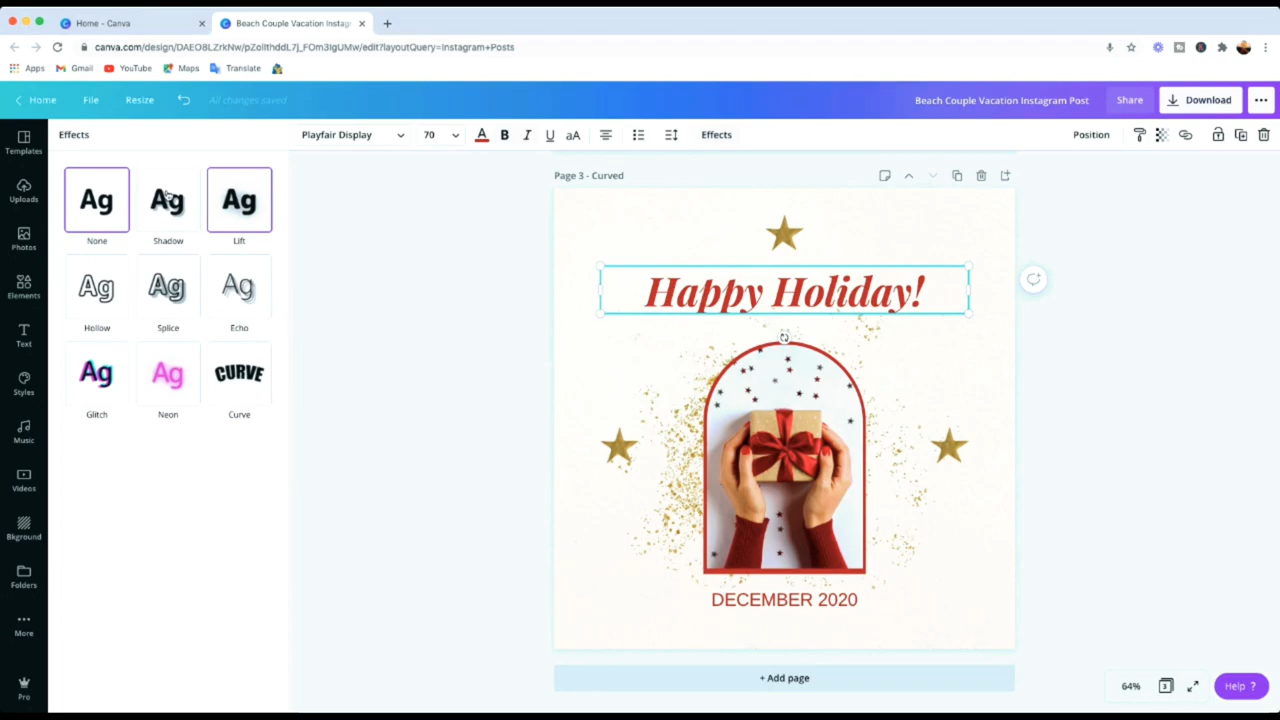 Home - Canva
Beach Couple Vacation Instag
canva.com/design/DAEO8LZrkNw/pZoIthddL7j_FOm3IgUMw/edit?layoutQuery=Instagram+Posts
Apps Gmail YouTube Maps Translate
Home File Resize All changes saved Beach Couple Vacation Instagram Post Share Download
Effects Playfair Display 70 A B I U aA Effects Position
Templates
Uploads
Photos
Elements
Text
Styles
Music
Videos
Bkground
Folders
More
Pro
Ag Ag Ag
None Shadow Lift
Ag Ag Ag
Hollow Splice Echo
Ag Ag CURVE
Glitch Neon Curve
Page 3 - Curved
Happy Holiday!
DECEMBER 2020
+ Add page
64% 3 Help ?